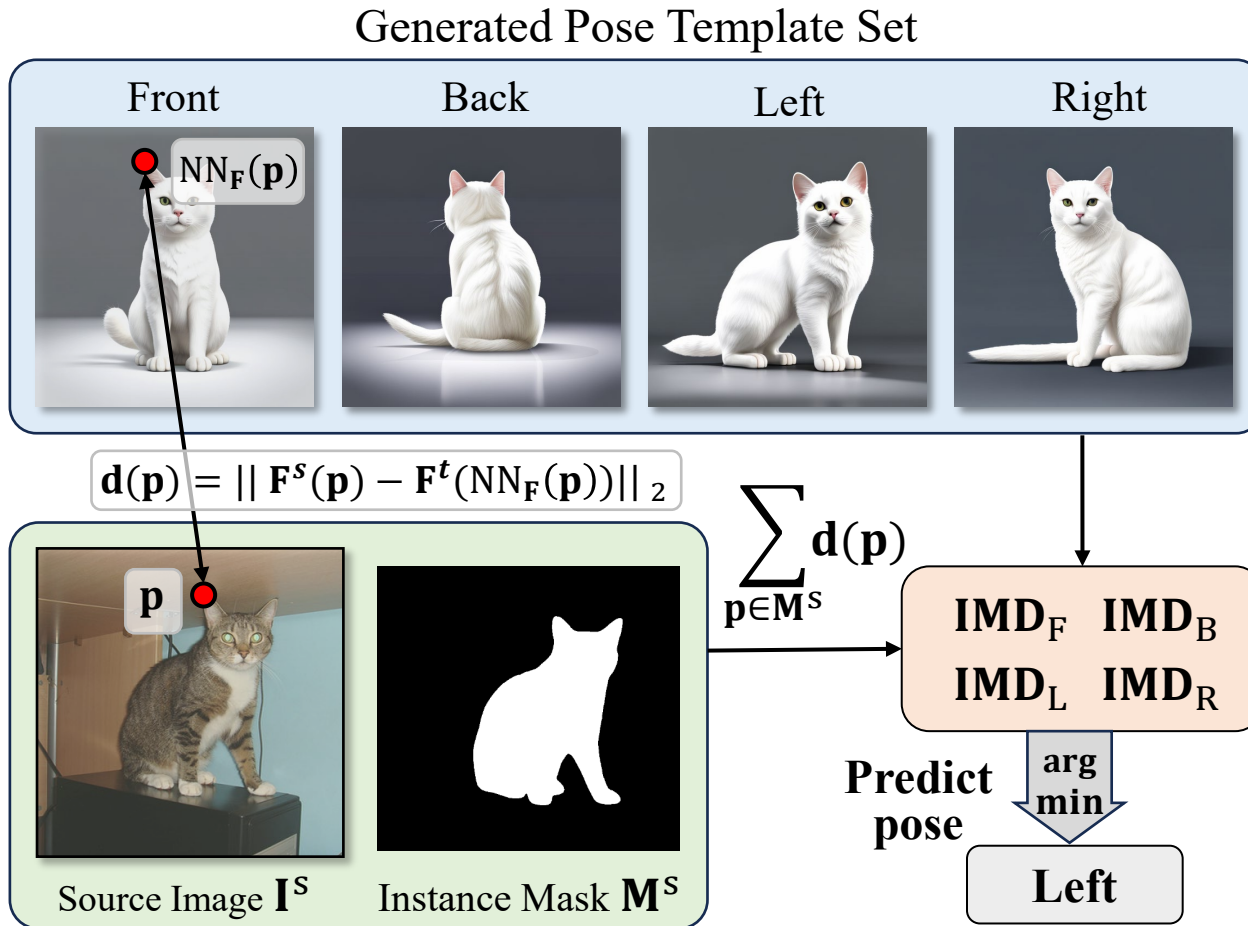 Generated Pose Template Set
Front Back Left Right
NN_F(p)
d(p) = || F^s(p) − F^t(NN_F(p))||_2
p
∑ d(p)
p∈M^S
IMD_F IMD_B
IMD_L IMD_R
arg
min
Predict
pose
Left
Source Image I^S Instance Mask M^S